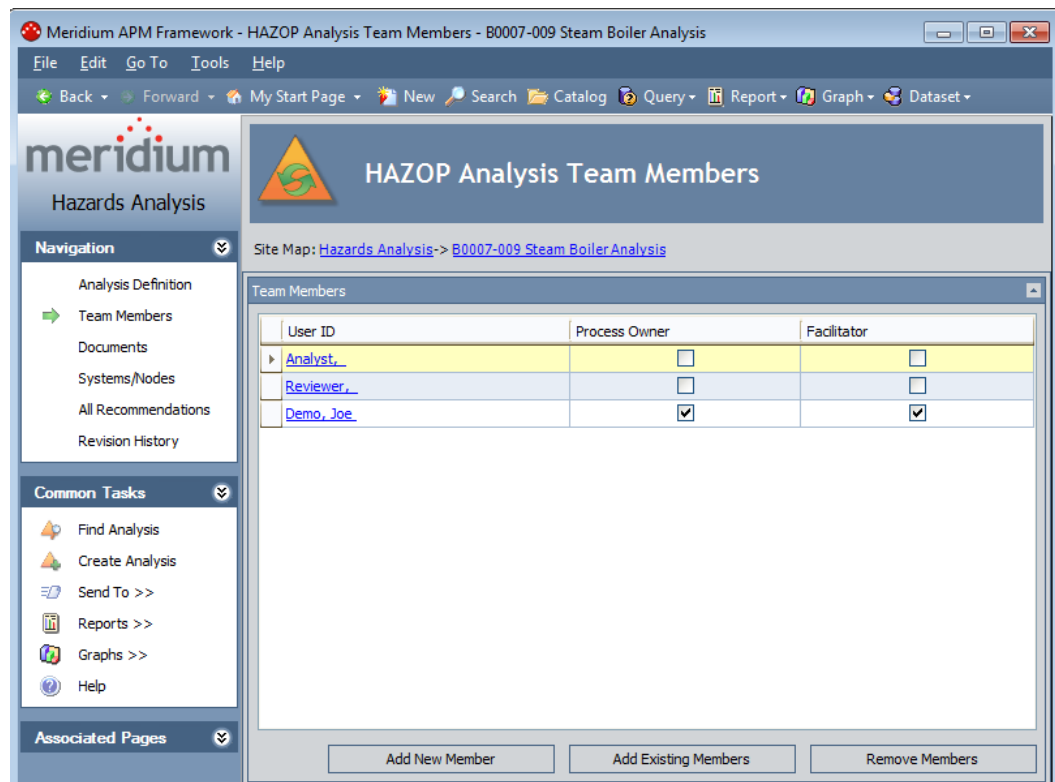 Meridium APM Framework - HAZOP Analysis Team Members - B0007-009 Steam Boiler Analysis
File Edit Go To Tools Help
Back Forward My Start Page New Search Catalog Query Report Graph Dataset
meridium
Hazards Analysis
Navigation
Analysis Definition
Team Members
Documents
Systems/Nodes
All Recommendations
Revision History
Common Tasks
Find Analysis
Create Analysis
Send To >>
Reports >>
Graphs >>
Help
Associated Pages
HAZOP Analysis Team Members
Site Map: Hazards Analysis-> B0007-009 Steam Boiler Analysis
Team Members
User ID Process Owner Facilitator
Analyst,
Reviewer,
Demo, Joe
Add New Member Add Existing Members Remove Members